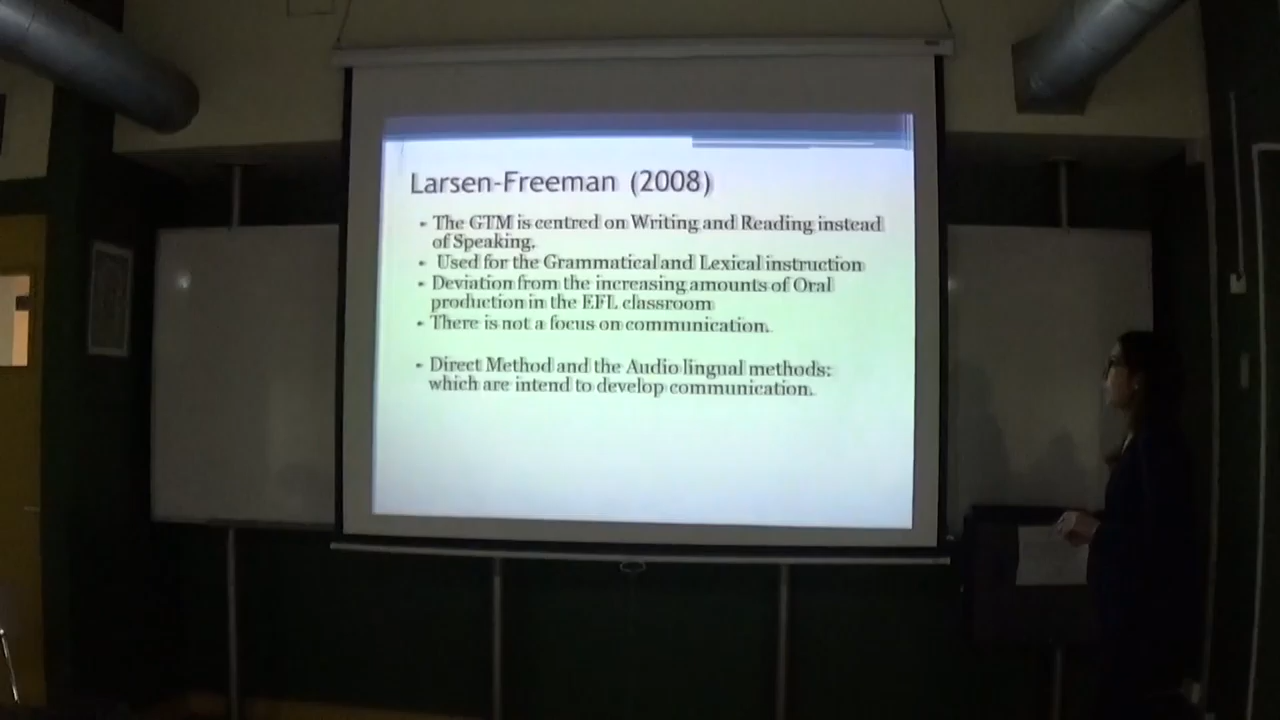 Larsen-Freeman (2008)
- The GTM is centred on Writing and Reading instead
of Speaking.
- Used for the Grammatical and Lexical instruction
- Deviation from the increasing amounts of Oral
production in the EFL classroom
- There is not a focus on communication.
- Direct Method and the Audio lingual methods:
which are intend to develop communication.